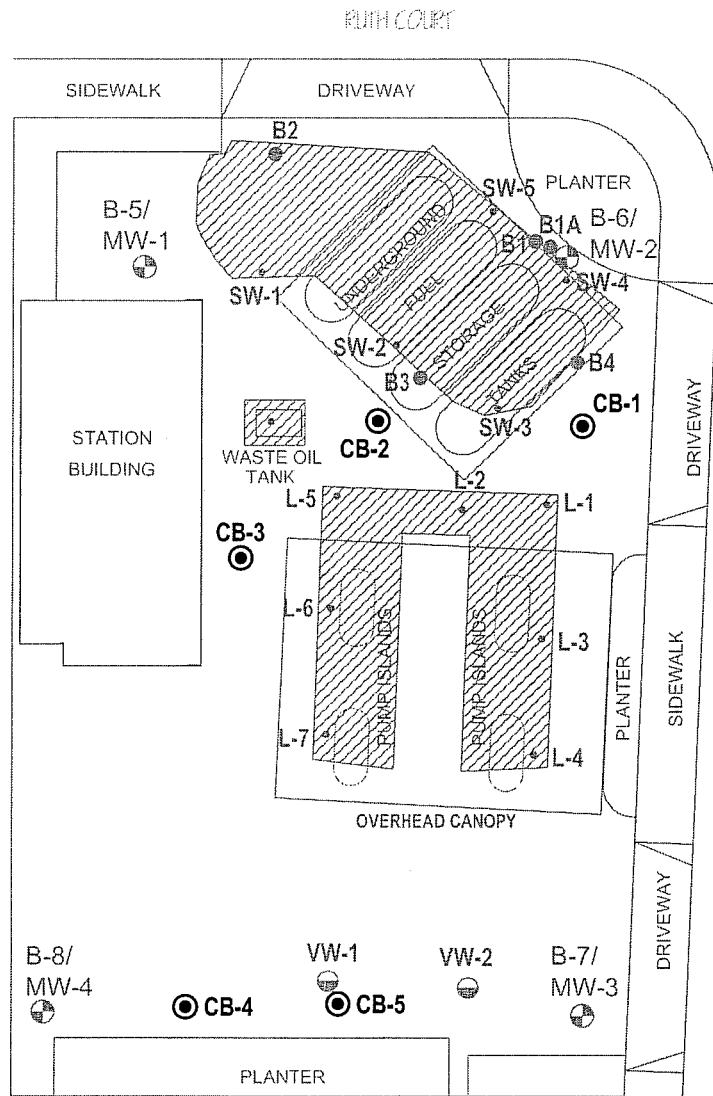 RUTH COURT
SIDEWALK
DRIVEWAY
B2
SW-5
PLANTER
B-5/
MW-1
B1
B1A
B-6/
MW-2
SW-1
SW-4
UNDERGROUND
FULL
STORAGE
TANKS
SW-2
B3
B4
SW-3
CB-1
CB-2
STATION
BUILDING
WASTE OIL
TANK
DRIVEWAY
L-2
L-5
L-1
CB-3
L-6
L-3
PUMP ISLANDS
PUMP ISLANDS
PLANTER
SIDEWALK
L-7
L-4
OVERHEAD CANOPY
DRIVEWAY
B-8/
MW-4
VW-1
VW-2
B-7/
MW-3
CB-4
CB-5
PLANTER